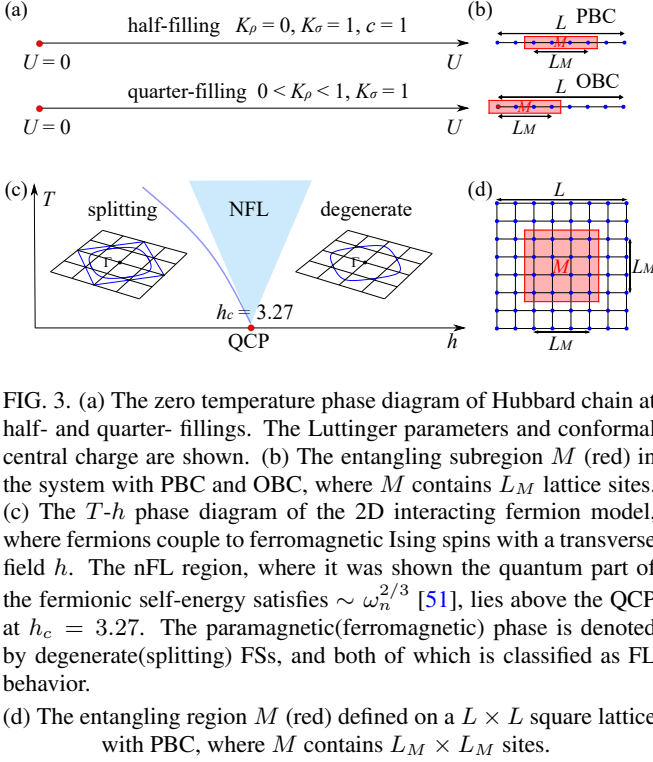 (a)
half-filling K_ρ = 0, K_σ = 1, c = 1
U = 0
U
quarter-filling 0 < K_ρ < 1, K_σ = 1
U = 0
U
(b)
L PBC
M
L_M
L OBC
M
L_M
(c)
T
splitting
NFL
degenerate
Γ
Γ
h_c = 3.27
QCP
h
(d)
L
M
L_M
L_M
FIG. 3. (a) The zero temperature phase diagram of Hubbard chain at
half- and quarter- fillings. The Luttinger parameters and conformal
central charge are shown. (b) The entangling subregion M (red) in
the system with PBC and OBC, where M contains L_M lattice sites.
(c) The T-h phase diagram of the 2D interacting fermion model,
where fermions couple to ferromagnetic Ising spins with a transverse
field h. The nFL region, where it was shown the quantum part of
the fermionic self-energy satisfies ∼ ω_n^{2/3} [51], lies above the QCP
at h_c = 3.27. The paramagnetic(ferromagnetic) phase is denoted
by degenerate(splitting) FSs, and both of which is classified as FL
behavior.
(d) The entangling region M (red) defined on a L × L square lattice
with PBC, where M contains L_M × L_M sites.